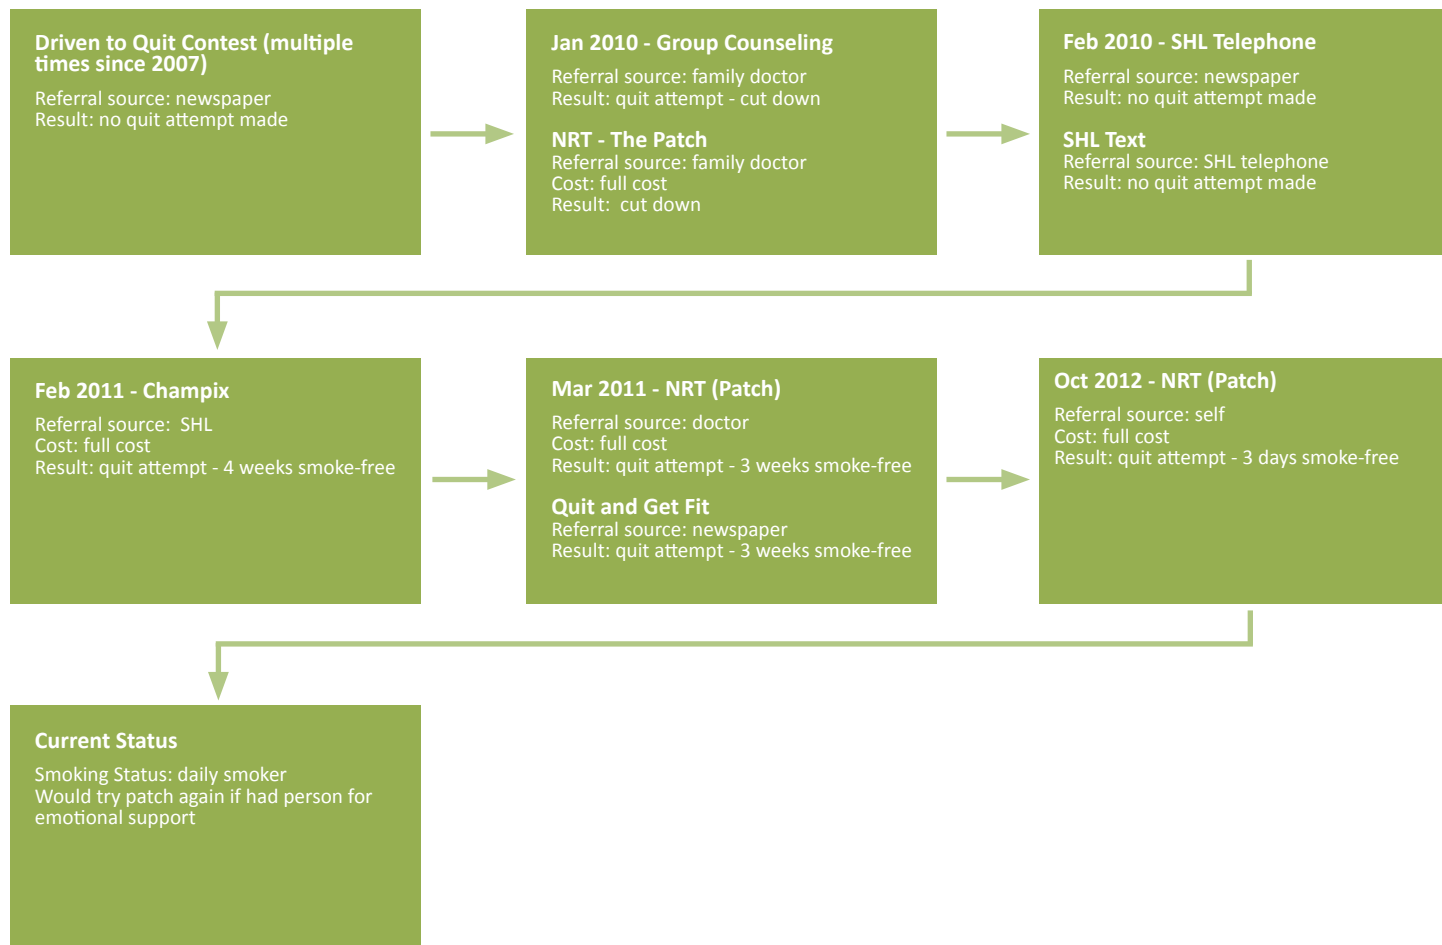 Driven to Quit Contest (multiple
times since 2007)
Referral source: newspaper
Result: no quit attempt made
Jan 2010 - Group Counseling
Referral source: family doctor
Result: quit attempt - cut down
NRT - The Patch
Referral source: family doctor
Cost: full cost
Result:  cut down
Feb 2010 - SHL Telephone
Referral source: newspaper
Result: no quit attempt made
SHL Text
Referral source: SHL telephone
Result: no quit attempt made
Feb 2011 - Champix
Referral source:  SHL
Cost: full cost
Result: quit attempt - 4 weeks smoke-free
Mar 2011 - NRT (Patch)
Referral source: doctor
Cost: full cost
Result: quit attempt - 3 weeks smoke-free
Quit and Get Fit
Referral source: newspaper
Result: quit attempt - 3 weeks smoke-free
Oct 2012 - NRT (Patch)
Referral source: self
Cost: full cost
Result: quit attempt - 3 days smoke-free
Current Status
Smoking Status: daily smoker
Would try patch again if had person for
emotional support